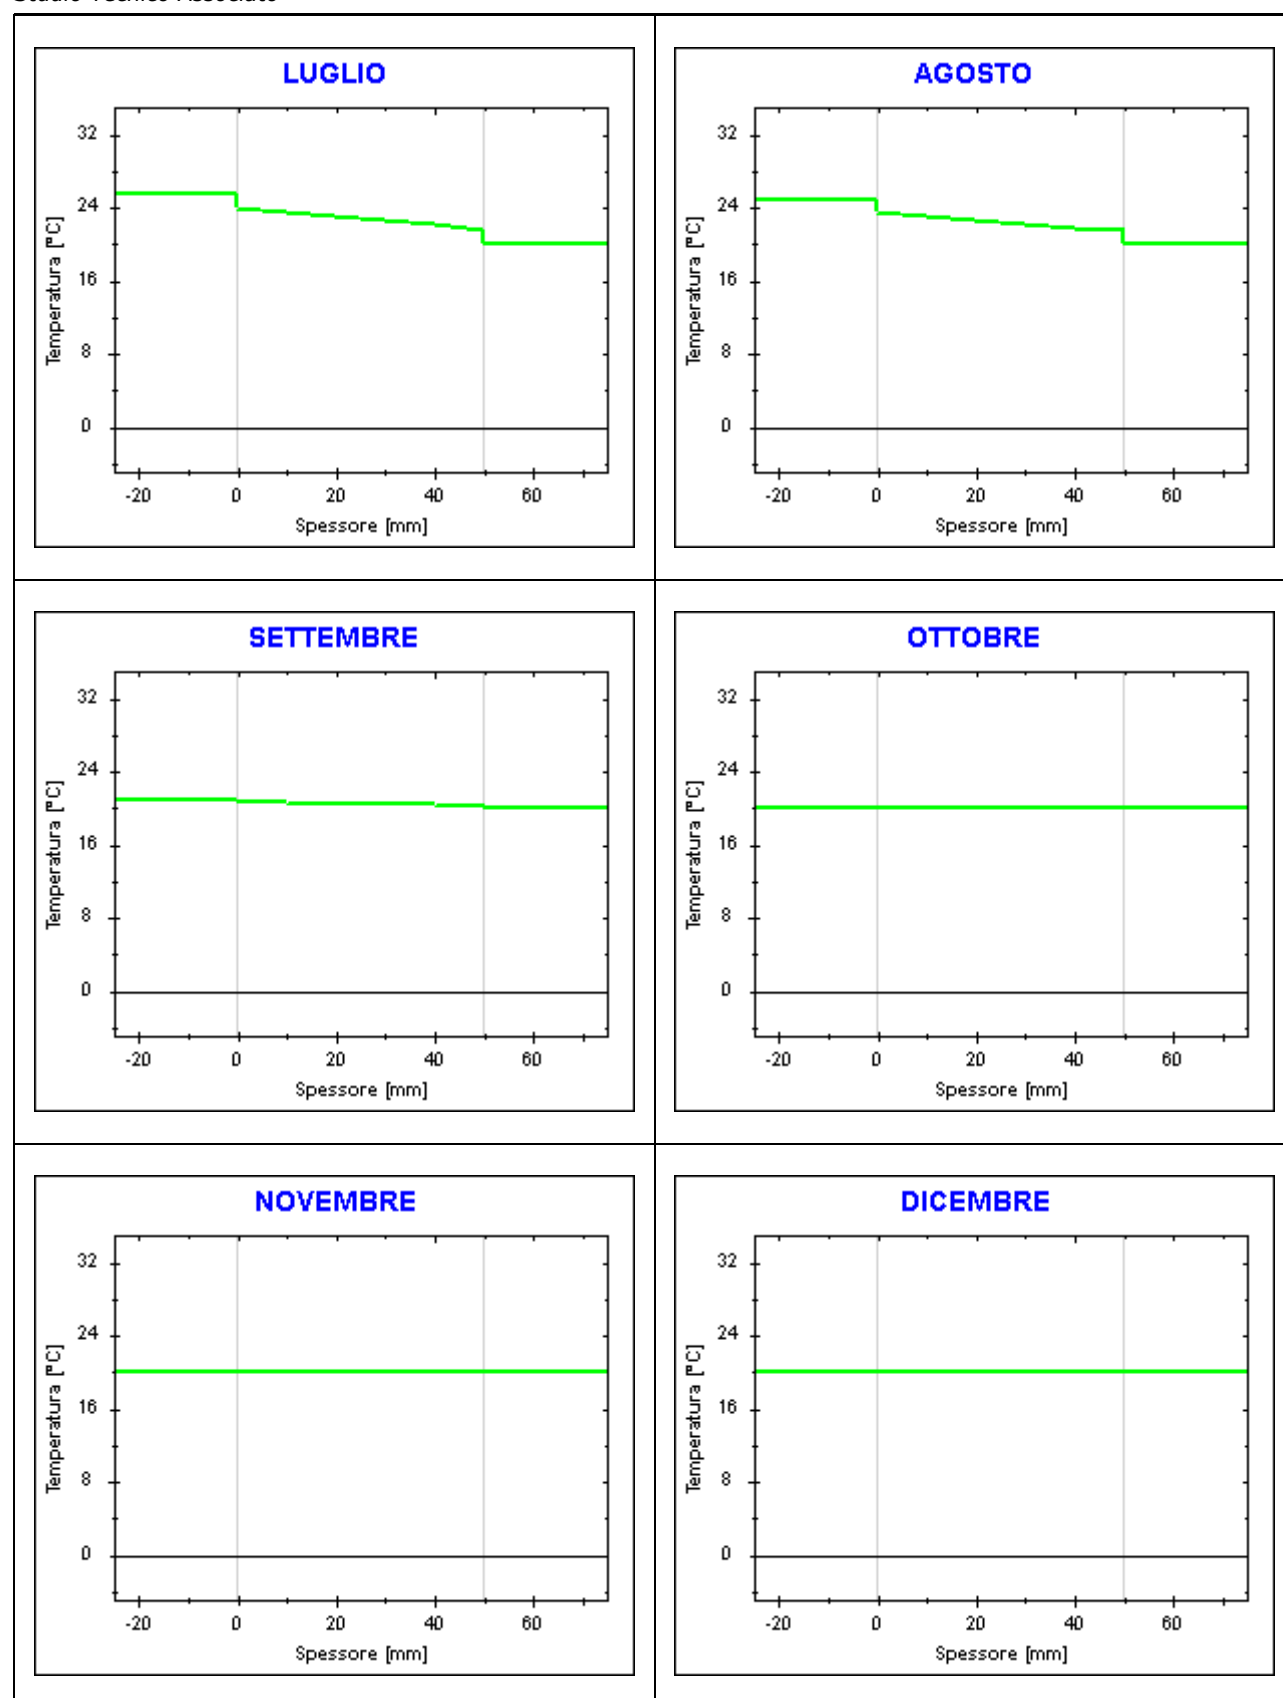 Studio Tecnico Associato
LUGLIO
32
24
16
8
0
Temperatura [°C]
-20 0 20 40 60
Spessore [mm]
AGOSTO
32
24
16
8
0
Temperatura [°C]
-20 0 20 40 60
Spessore [mm]
SETTEMBRE
32
24
16
8
0
Temperatura [°C]
-20 0 20 40 60
Spessore [mm]
OTTOBRE
32
24
16
8
0
Temperatura [°C]
-20 0 20 40 60
Spessore [mm]
NOVEMBRE
32
24
16
8
0
Temperatura [°C]
-20 0 20 40 60
Spessore [mm]
DICEMBRE
32
24
16
8
0
Temperatura [°C]
-20 0 20 40 60
Spessore [mm]